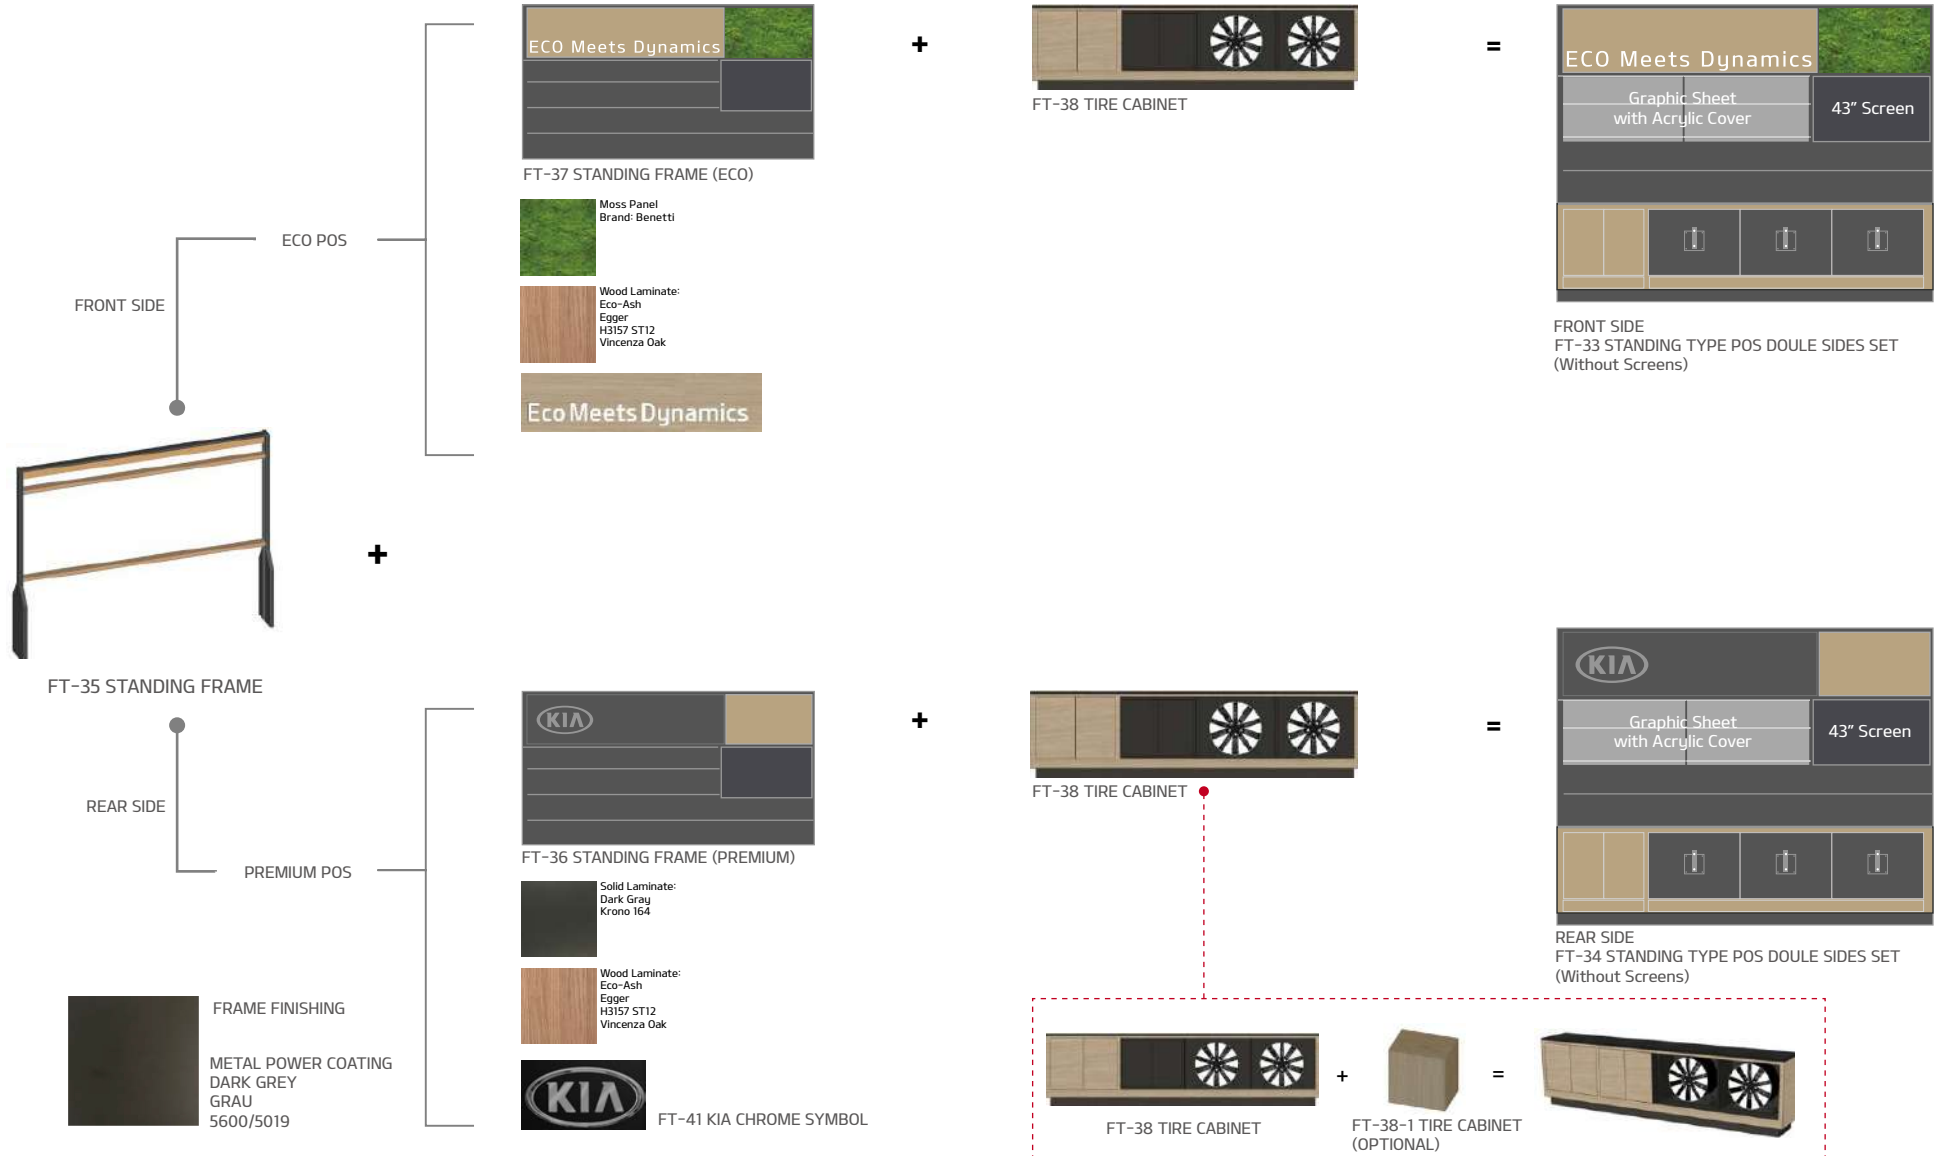 ECO Meets Dynamics
FT-37 STANDING FRAME (ECO)
+
FT-38 TIRE CABINET
=
ECO Meets Dynamics
Graphic Sheet
with Acrylic Cover
43” Screen
FRONT SIDE
FT-33 STANDING TYPE POS DOULE SIDES SET
(Without Screens)
Moss Panel
Brand: Benetti
Wood Laminate:
Eco-Ash
Egger
H3157 ST12
Vincenza Oak
Eco Meets Dynamics
ECO POS
FRONT SIDE
+
FT-35 STANDING FRAME
REAR SIDE
PREMIUM POS
KIA
FT-36 STANDING FRAME (PREMIUM)
Solid Laminate:
Dark Gray
Krono 164
Wood Laminate:
Eco-Ash
Egger
H3157 ST12
Vincenza Oak
KIA
FT-41 KIA CHROME SYMBOL
+
FT-38 TIRE CABINET
=
KIA
Graphic Sheet
with Acrylic Cover
43” Screen
REAR SIDE
FT-34 STANDING TYPE POS DOULE SIDES SET
(Without Screens)
FRAME FINISHING
METAL POWER COATING
DARK GREY
GRAU
5600/5019
FT-38 TIRE CABINET
+
FT-38-1 TIRE CABINET
(OPTIONAL)
=